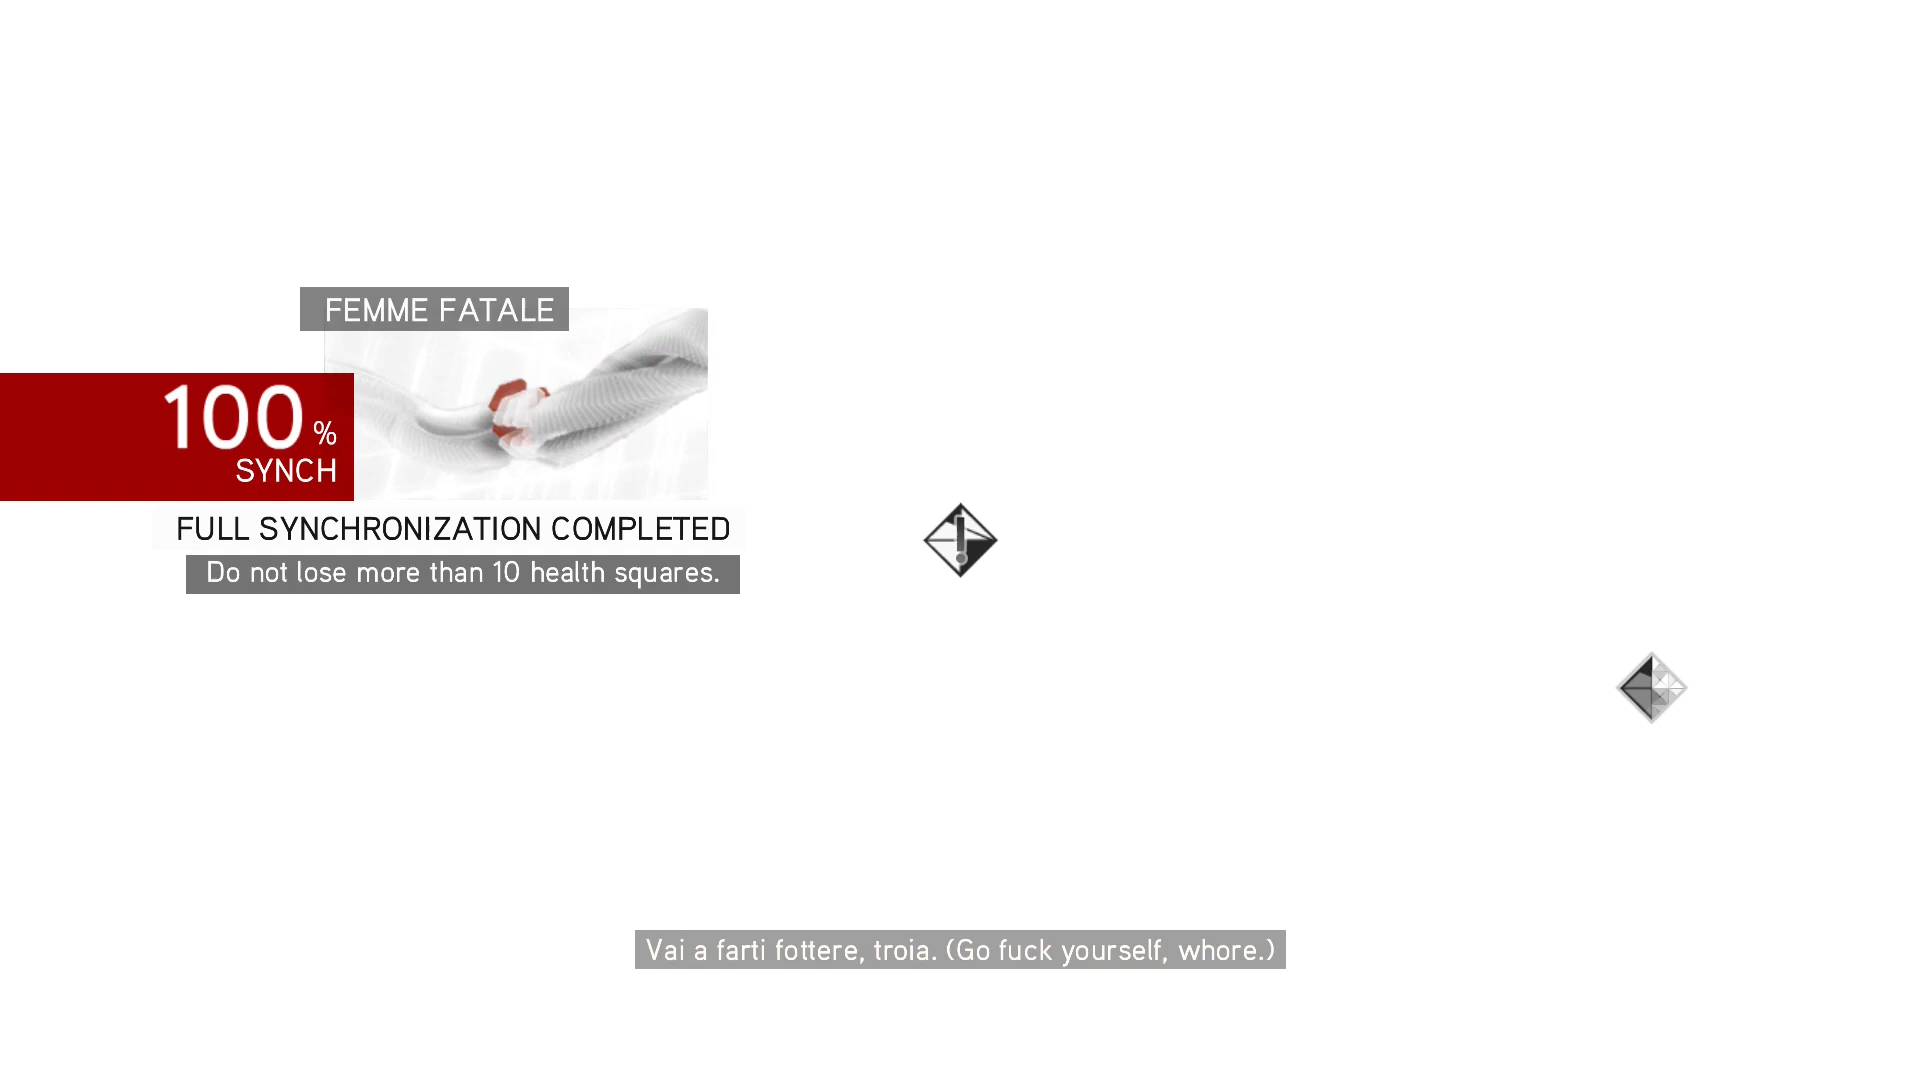 FEMME FATALE
100 %
SYNCH
FULL SYNCHRONIZATION COMPLETED
Do not lose more than 10 health squares.
Vai a farti fottere, troia. (Go fuck yourself, whore.)